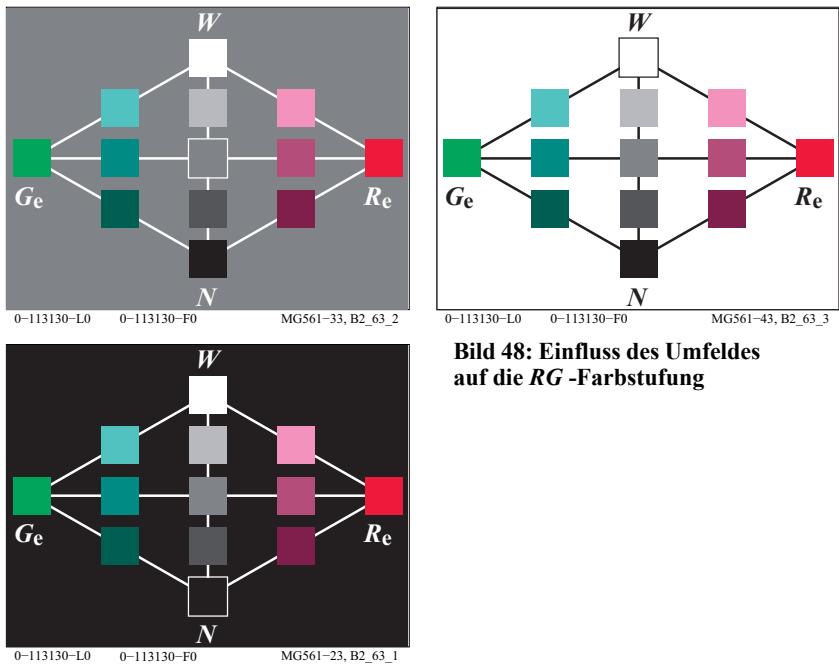 W
Ge Re
N
0−113130−L0 0−113130−F0 MG561−33, B2_63_2
W
Ge Re
N
0−113130−L0 0−113130−F0 MG561−43, B2_63_3
Bild 48: Einfluss des Umfeldes
auf die RG -Farbstufung
W
Ge Re
N
0−113130−L0 0−113130−F0 MG561−23, B2_63_1